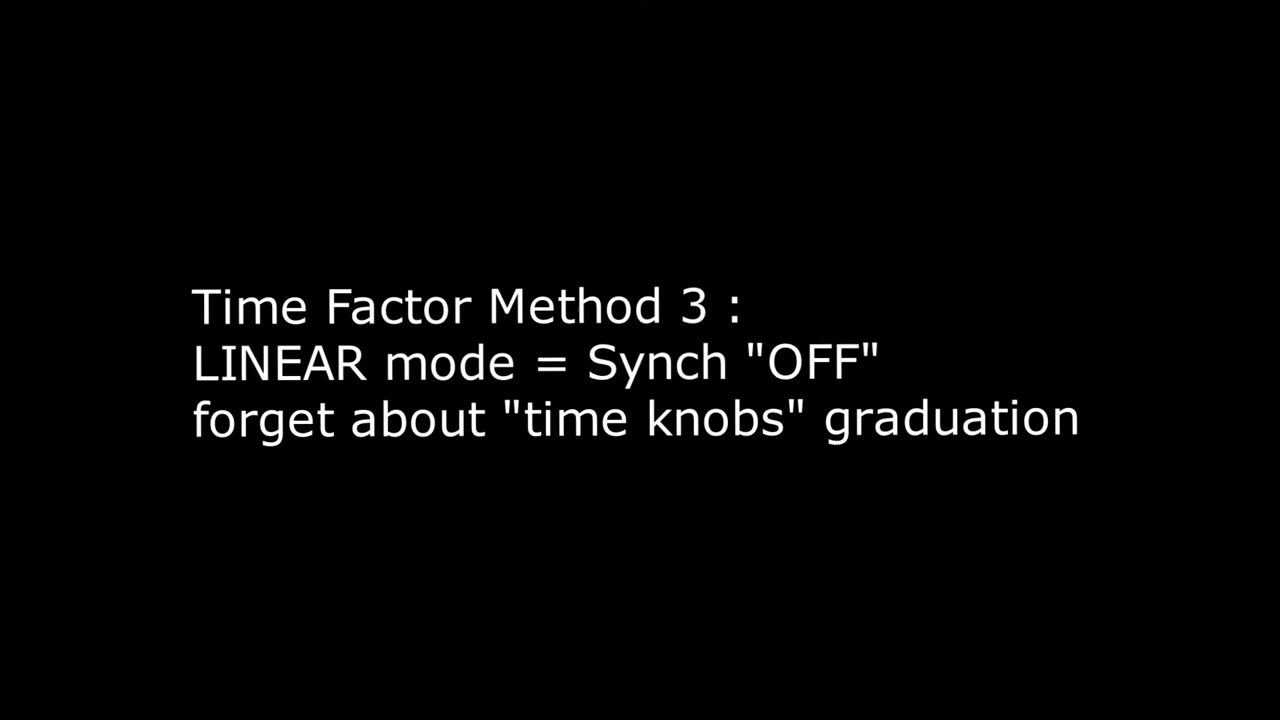 Time Factor Method 3 :
LINEAR mode = Synch "OFF"
forget about "time knobs" graduation